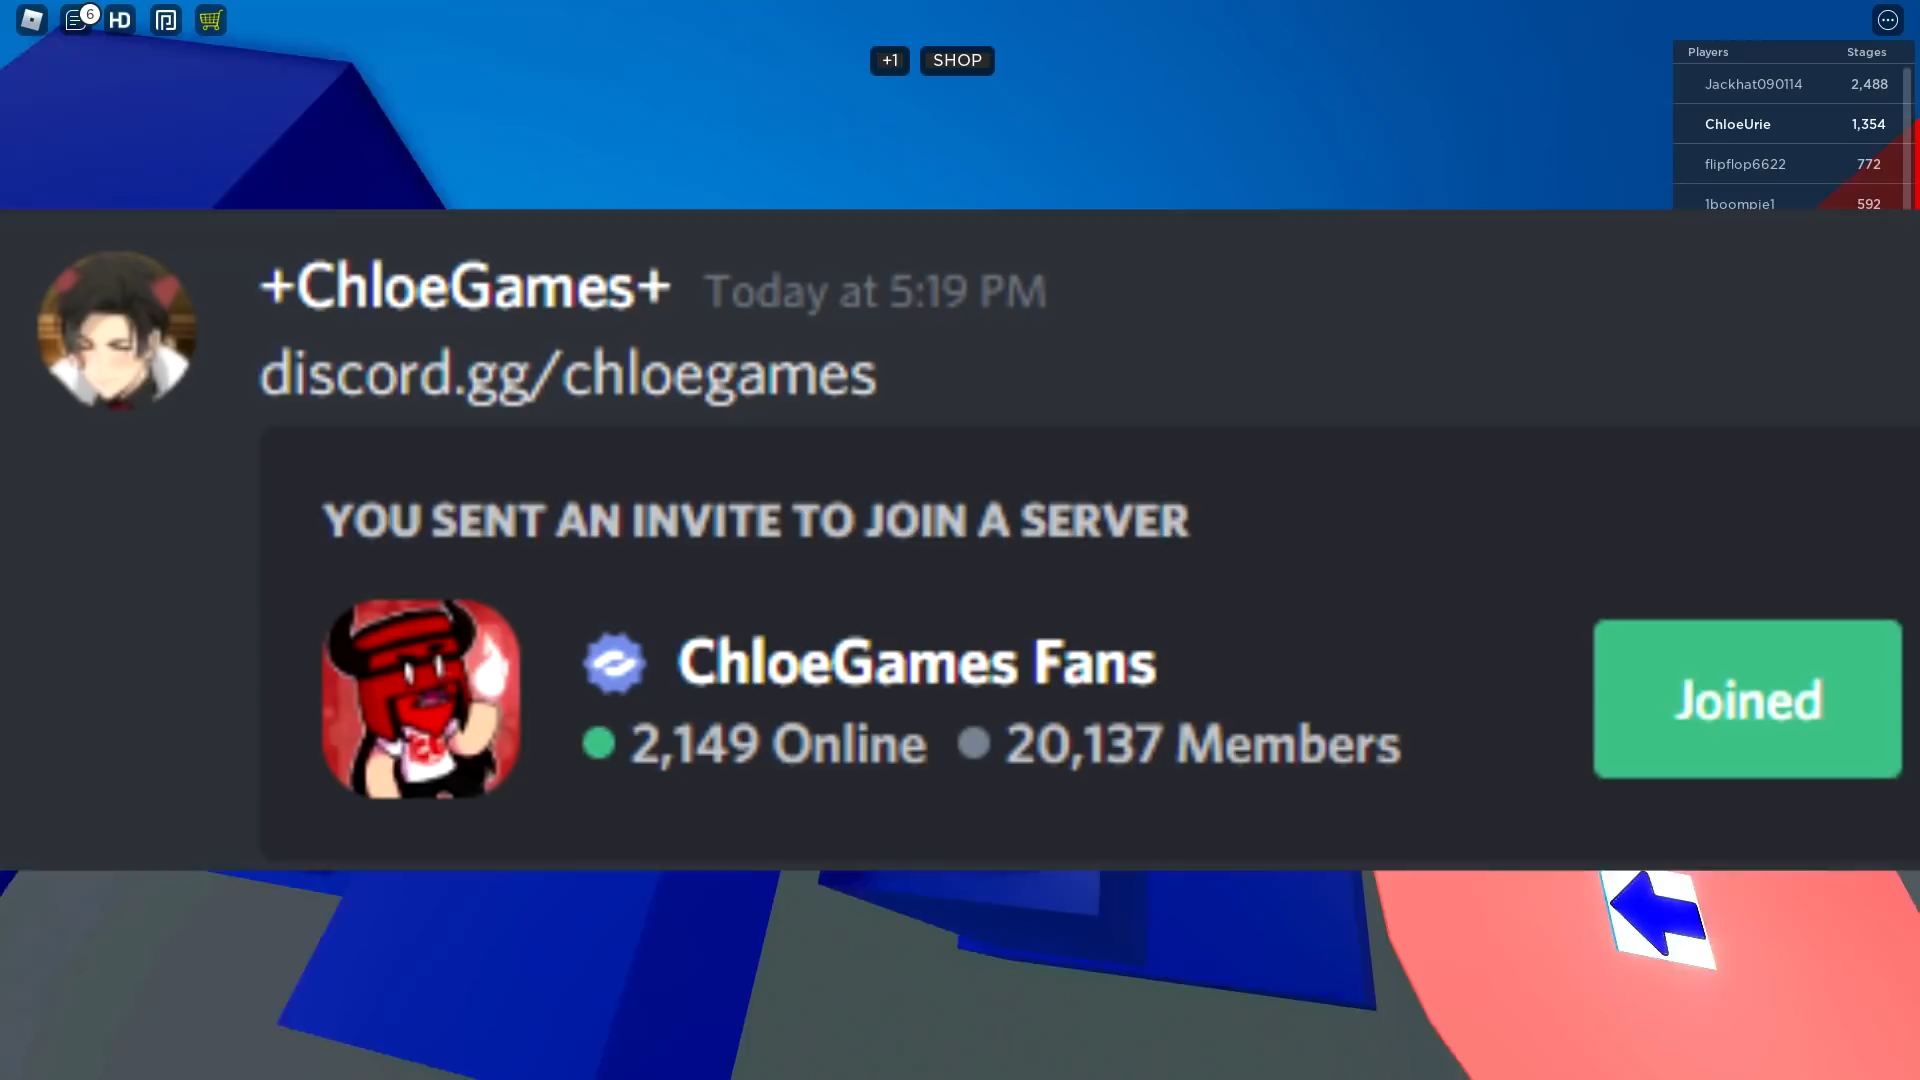 6
HD
+1
SHOP
Players Stages
Jackhat090114 2,488
ChloeUrie 1,354
flipflop6622 772
1boompie1 592
+ChloeGames+ Today at 5:19 PM
discord.gg/chloegames
YOU SENT AN INVITE TO JOIN A SERVER
ChloeGames Fans
2,149 Online 20,137 Members
Joined